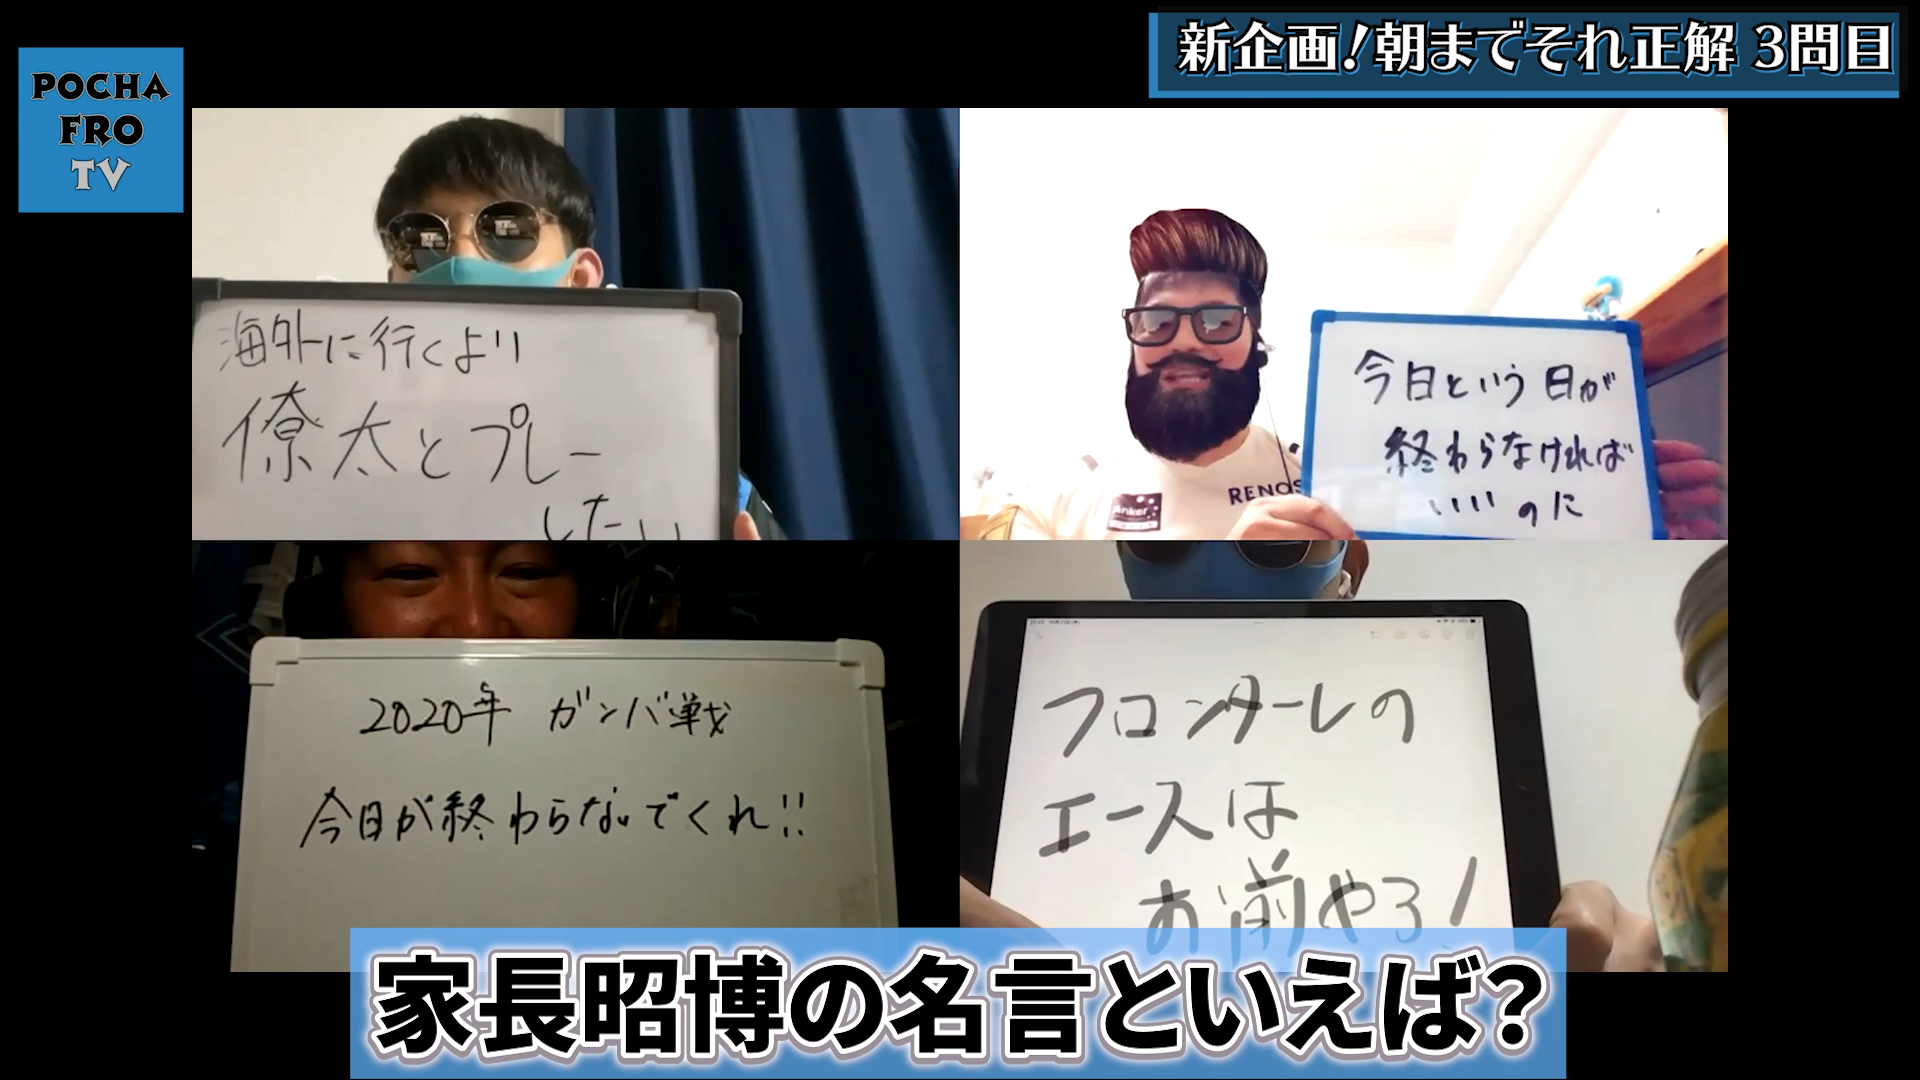 新企画!朝までそれ正解 3問目
POCHA
FRO
TV
海外に行くより
僚太とプレー
したい
今日という日が
終わらなければ
いいのに
RENOS
Anker
2020年 ガンバ戦
今日が終わらないでくれ!!
フロンターレの
エースは
お前やろ!
家長昭博の名言といえば?